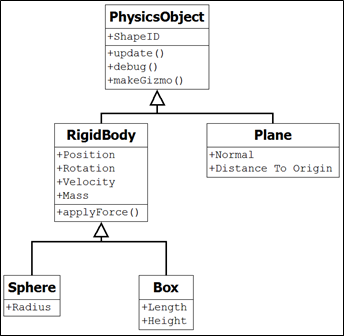 PhysicsObject
+ShapeID
+update()
+debug()
+makeGizmo()
RigidBody
+Position
+Rotation
+Velocity
+Mass
+applyForce()
Plane
+Normal
+Distance To Origin
Sphere
+Radius
Box
+Length
+Height